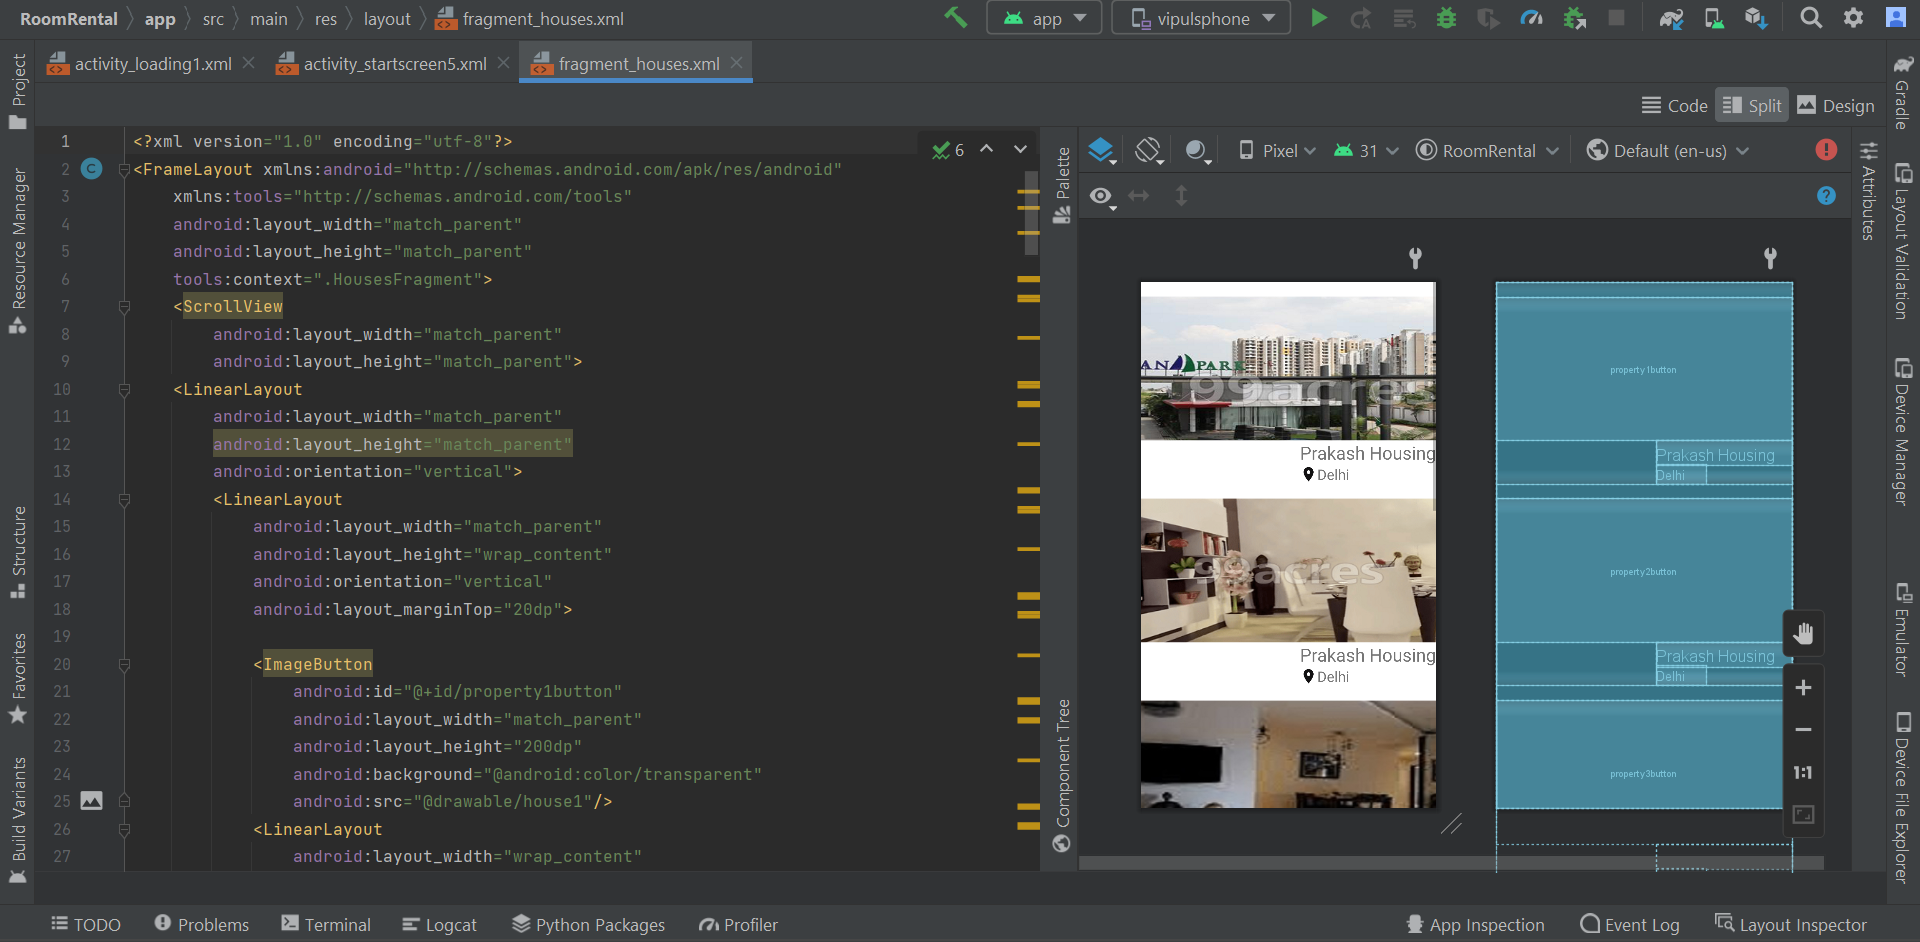 RoomRental app src main res layout fragment_houses.xml app vipulsphone
activity_loading1.xml activity_startscreen5.xml fragment_houses.xml
Code Split Design
Project
Resource Manager
Structure
Favorites
Build Variants
1 <?xml version="1.0" encoding="utf-8"?>
2 <FrameLayout xmlns:android="http://schemas.android.com/apk/res/android"
3 xmlns:tools="http://schemas.android.com/tools"
4 android:layout_width="match_parent"
5 android:layout_height="match_parent"
6 tools:context=".HousesFragment">
7 <ScrollView
8 android:layout_width="match_parent"
9 android:layout_height="match_parent">
10 <LinearLayout
11 android:layout_width="match_parent"
12 android:layout_height="match_parent"
13 android:orientation="vertical">
14 <LinearLayout
15 android:layout_width="match_parent"
16 android:layout_height="wrap_content"
17 android:orientation="vertical"
18 android:layout_marginTop="20dp">
19
20 <ImageButton
21 android:id="@+id/property1button"
22 android:layout_width="match_parent"
23 android:layout_height="200dp"
24 android:background="@android:color/transparent"
25 android:src="@drawable/house1"/>
26 <LinearLayout
27 android:layout_width="wrap_content"
C
6
Palette
Component Tree
Pixel 31 RoomRental Default (en-us)
?
AN PARK
99acres
Prakash Housing
Delhi
99acres
Prakash Housing
Delhi
property1button
Prakash Housing
Delhi
property2button
Prakash Housing
Delhi
property3button
1:1
Attributes
Gradle
Layout Validation
Device Manager
Emulator
Device File Explorer
TODO Problems Terminal Logcat Python Packages Profiler App Inspection Event Log Layout Inspector